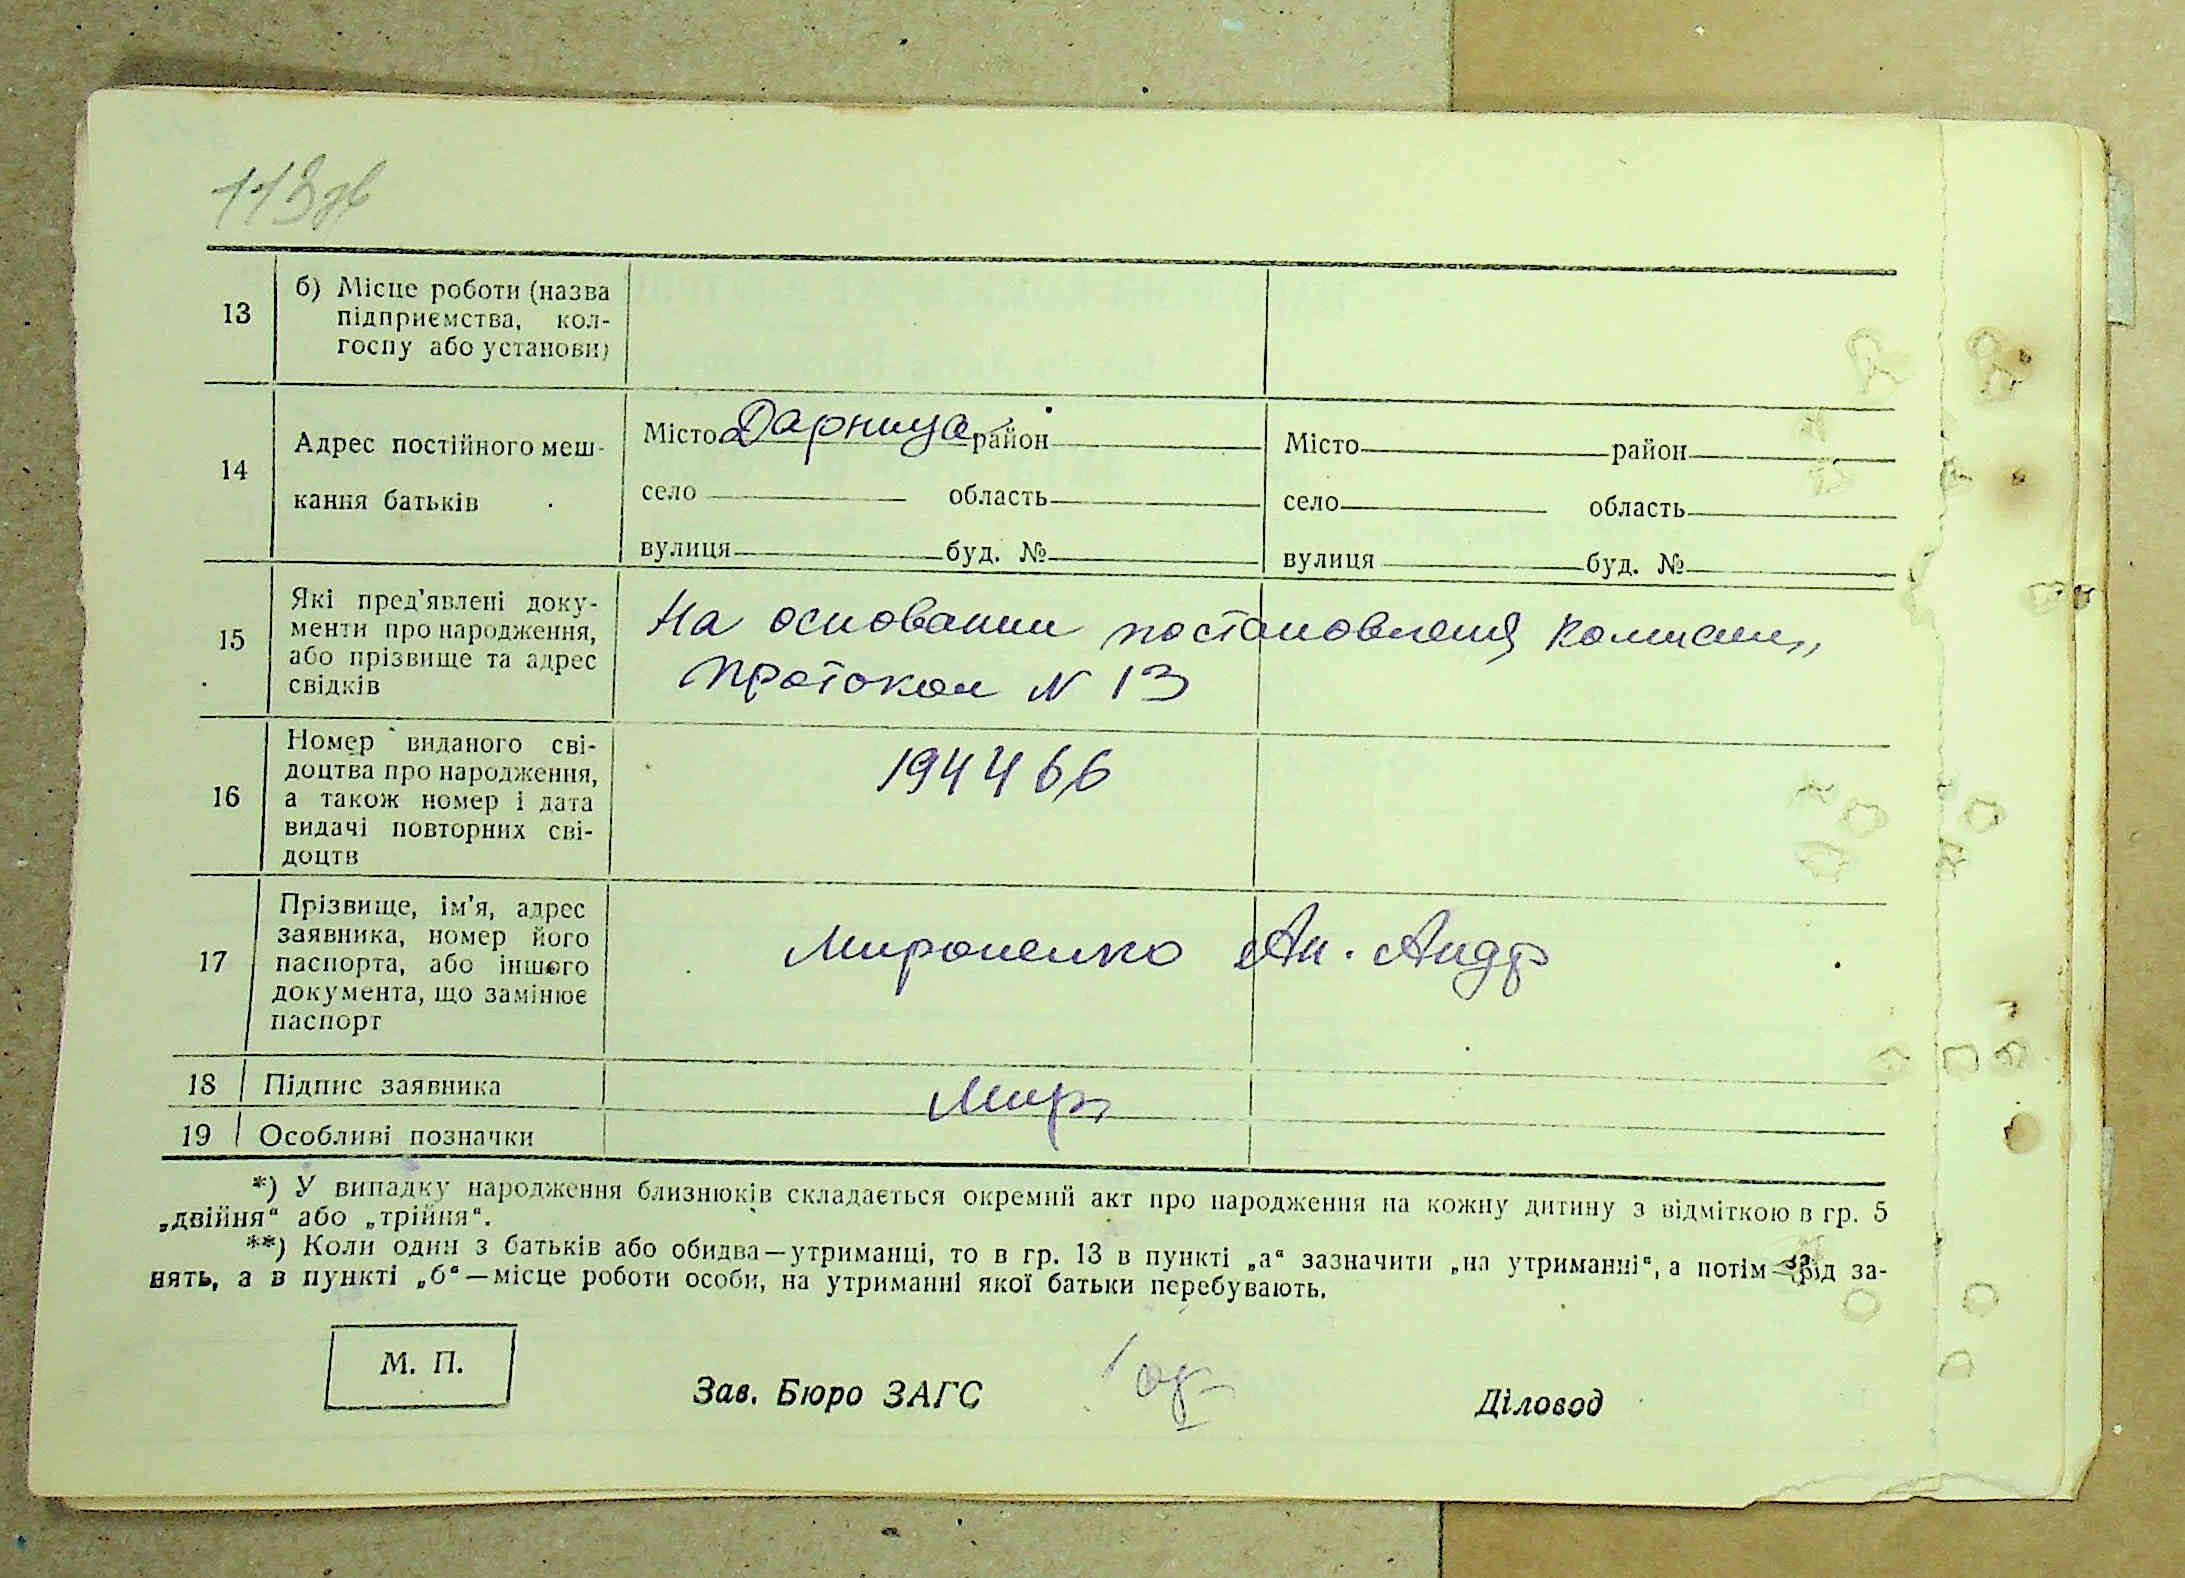 113зв
13
б) Місце роботи (назва
підприємства, кол-
госпу або установи)
14
Адрес постійного меш-
кання батьків
Місто Дарница район
село область
вулиця буд. №
Місто район
село область
вулиця буд. №
15
Які пред'явлені доку-
менти про народження,
або прізвище та адрес
свідків
На основании постановления комисии
протокол N 13
16
Номер виданого сві-
доцтва про народження,
а також номер і дата
видачі повторних сві-
доцтв
194466
17
Прізвище, ім'я, адрес
заявника, номер його
паспорта, або іншого
документа, що замінює
паспорт
Мироненко Ан. Андр
18
Підпис заявника
Мир
19
Особливі позначки
*) У випадку народження близнюків складається окремий акт про народження на кожну дитину з відміткою в гр. 5
„двійня“ або „трійня“.
**) Коли один з батьків або обидва—утриманці, то в гр. 13 в пункті „а“ зазначити „на утриманні“, а потім рід за-
нять, а в пункті „б“—місце роботи особи, на утриманні якої батьки перебувають.
М. П.
Зав. Бюро ЗАГС
Діловод